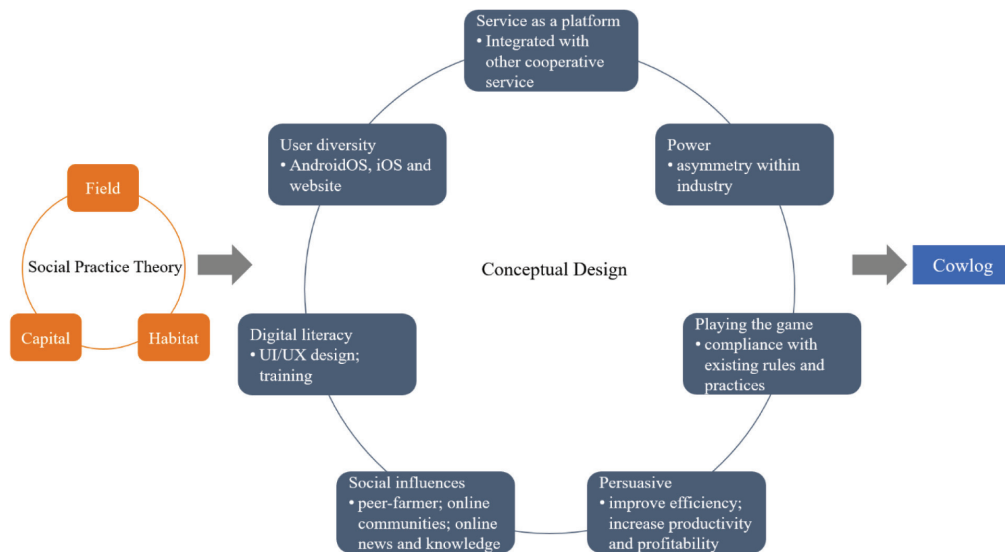 Service as a platform
• Integrated with
other cooperative
service
User diversity
• AndroidOS, iOS and
website
Power
• asymmetry within
industry
Field
Social Practice Theory
Capital
Habitat
Conceptual Design
Cowlog
Digital literacy
• UI/UX design;
training
Playing the game
• compliance with
existing rules and
practices
Social influences
• peer-farmer; online
communities; online
news and knowledge
Persuasive
• improve efficiency;
increase productivity
and profitability